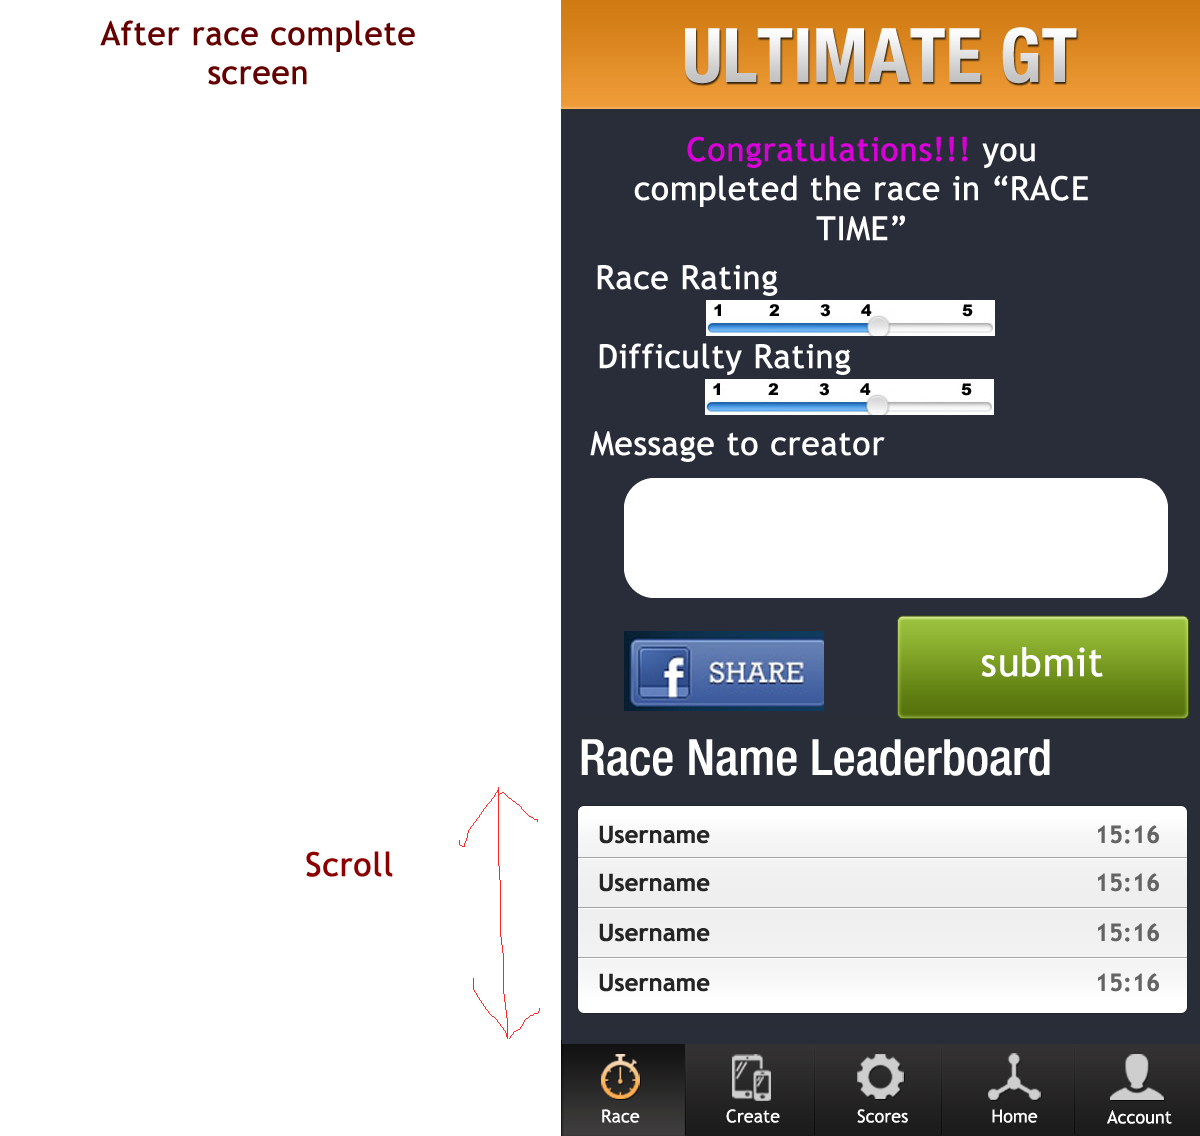 After race complete
screen
ULTIMATE GT
Congratulations!!! you
completed the race in “RACE
TIME”
Race Rating
1 2 3 4 5
Difficulty Rating
1 2 3 4 5
Message to creator
f SHARE
submit
Race Name Leaderboard
Username 15:16
Username 15:16
Username 15:16
Username 15:16
Scroll
Race Create Scores Home Account